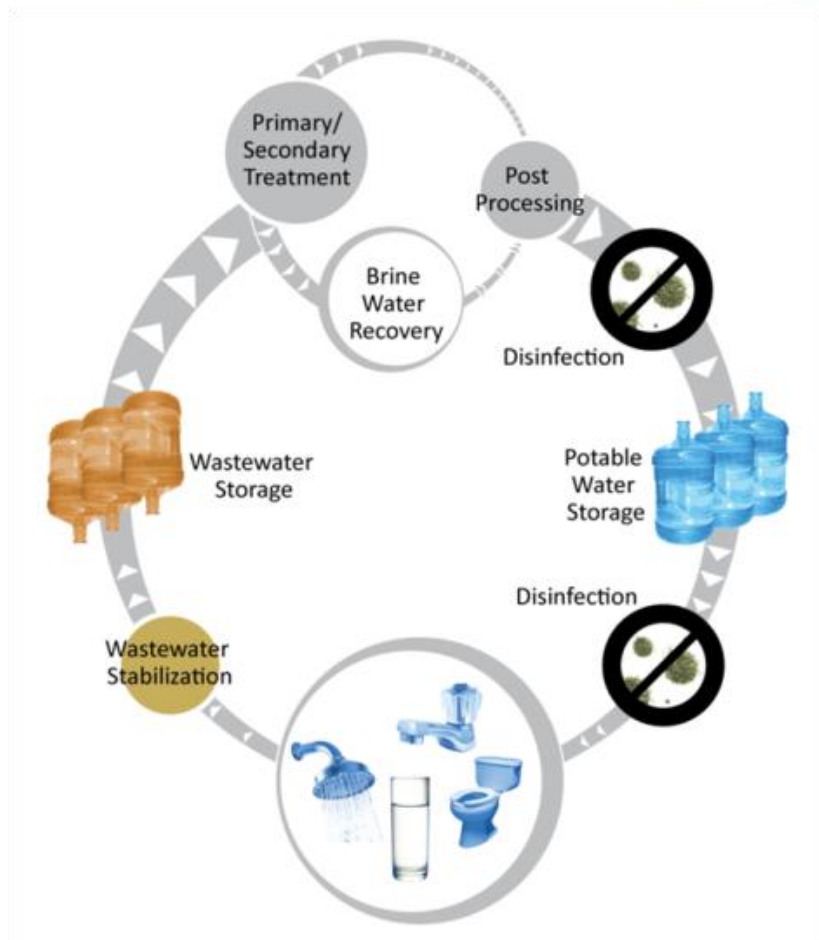 Primary/
Secondary
Treatment
Post
Processing
Brine
Water
Recovery
Disinfection
Wastewater
Storage
Potable
Water
Storage
Disinfection
Wastewater
Stabilization